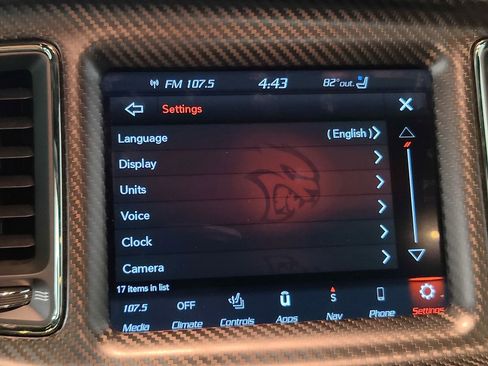 FM 107.5 4:43 82°out.
Settings
Language (English)
Display
Units
Voice
Clock
Camera
17 items in list
107.5 OFF ū S
Media Climate Controls Apps Nav Phone Settings